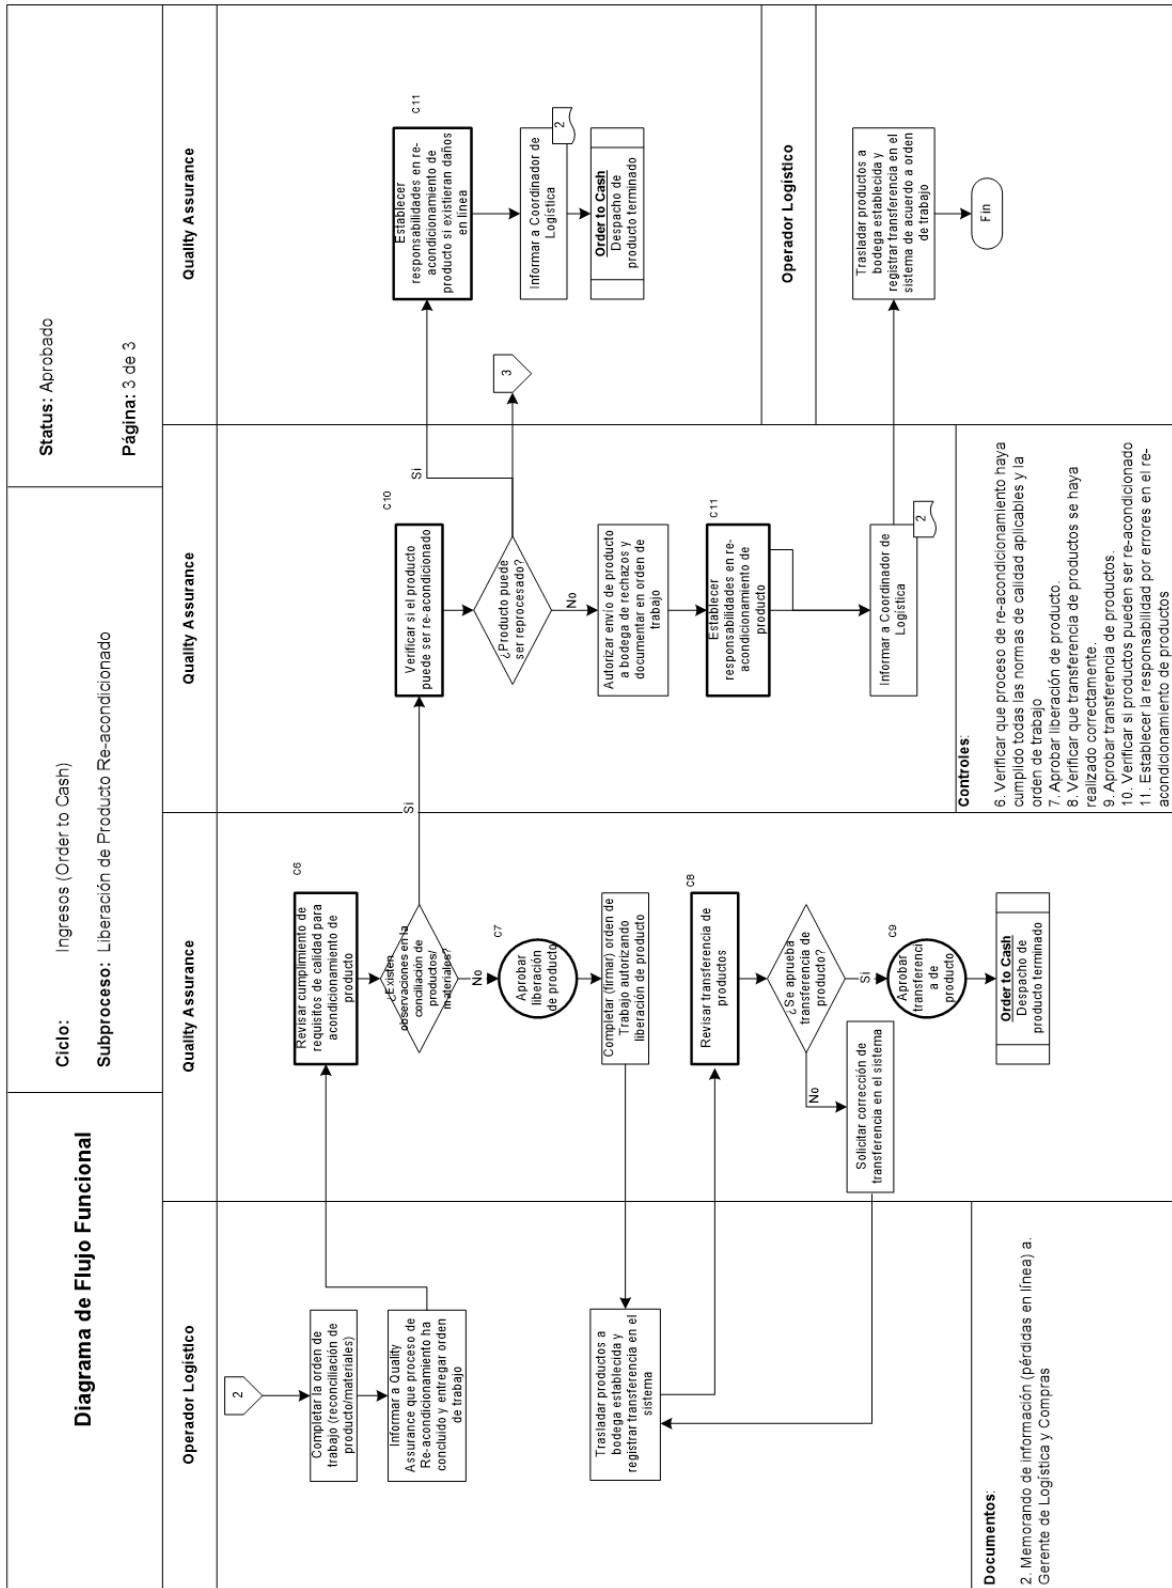 Diagrama de Flujo Funcional
Ciclo: Ingresos (Order to Cash)
Subproceso: Liberación de Producto Re-acondicionado
Status: Aprobado
Página: 3 de 3
Operador Logístico
2
Completar la orden de
trabajo (reconciliación de
producto/materiales)
Informar a Quality
Assurance que proceso de
Re-acondicionamiento ha
concluido y entregar orden
de trabajo
Trasladar productos a
bodega establecida y
registrar transferencia en el
sistema
Documentos:
2. Memorando de información (pérdidas en línea) a.
Gerente de Logística y Compras
Quality Assurance
C6
Revisar cumplimiento de
requisitos de calidad para
acondicionamiento de
producto
¿Existen
observaciones en la
conciliación de
productos/
materiales?
Si
No
C7
Aprobar
liberación
de producto
Completar (firmar) orden de
Trabajo autorizando
liberación de producto
C8
Revisar transferencia de
productos
¿Se aprueba
transferencia de
producto?
No
Si
Solicitar corrección de
transferencia en el sistema
C9
Aprobar
transferenci
a de
producto
Order to Cash
Despacho de
producto terminado
Quality Assurance
C10
Verificar si el producto
puede ser re-acondicionado
¿Producto puede
ser reprocesado?
Si
No
Autorizar envío de producto
a bodega de rechazos y
documentar en orden de
trabajo
C11
Establecer
responsabilidades en re-
acondicionamiento de
producto
Informar a Coordinador de
Logística
2
Controles:
6. Verificar que proceso de re-acondicionamiento haya
cumplido todas las normas de calidad aplicables y la
orden de trabajo
7. Aprobar liberación de producto.
8. Verificar que transferencia de productos se haya
realizado correctamente.
9. Aprobar transferencia de productos.
10. Verificar si productos pueden ser re-acondicionado
11. Establecer la responsabilidad por errores en el re-
acondicionamiento de productos
Quality Assurance
C11
Establecer
responsabilidades en re-
acondicionamiento de
producto si existieran daños
en línea
Informar a Coordinador de
Logística
2
Order to Cash
Despacho de
producto terminado
3
Operador Logístico
Trasladar productos a
bodega establecida y
registrar transferencia en el
sistema de acuerdo a orden
de trabajo
Fin